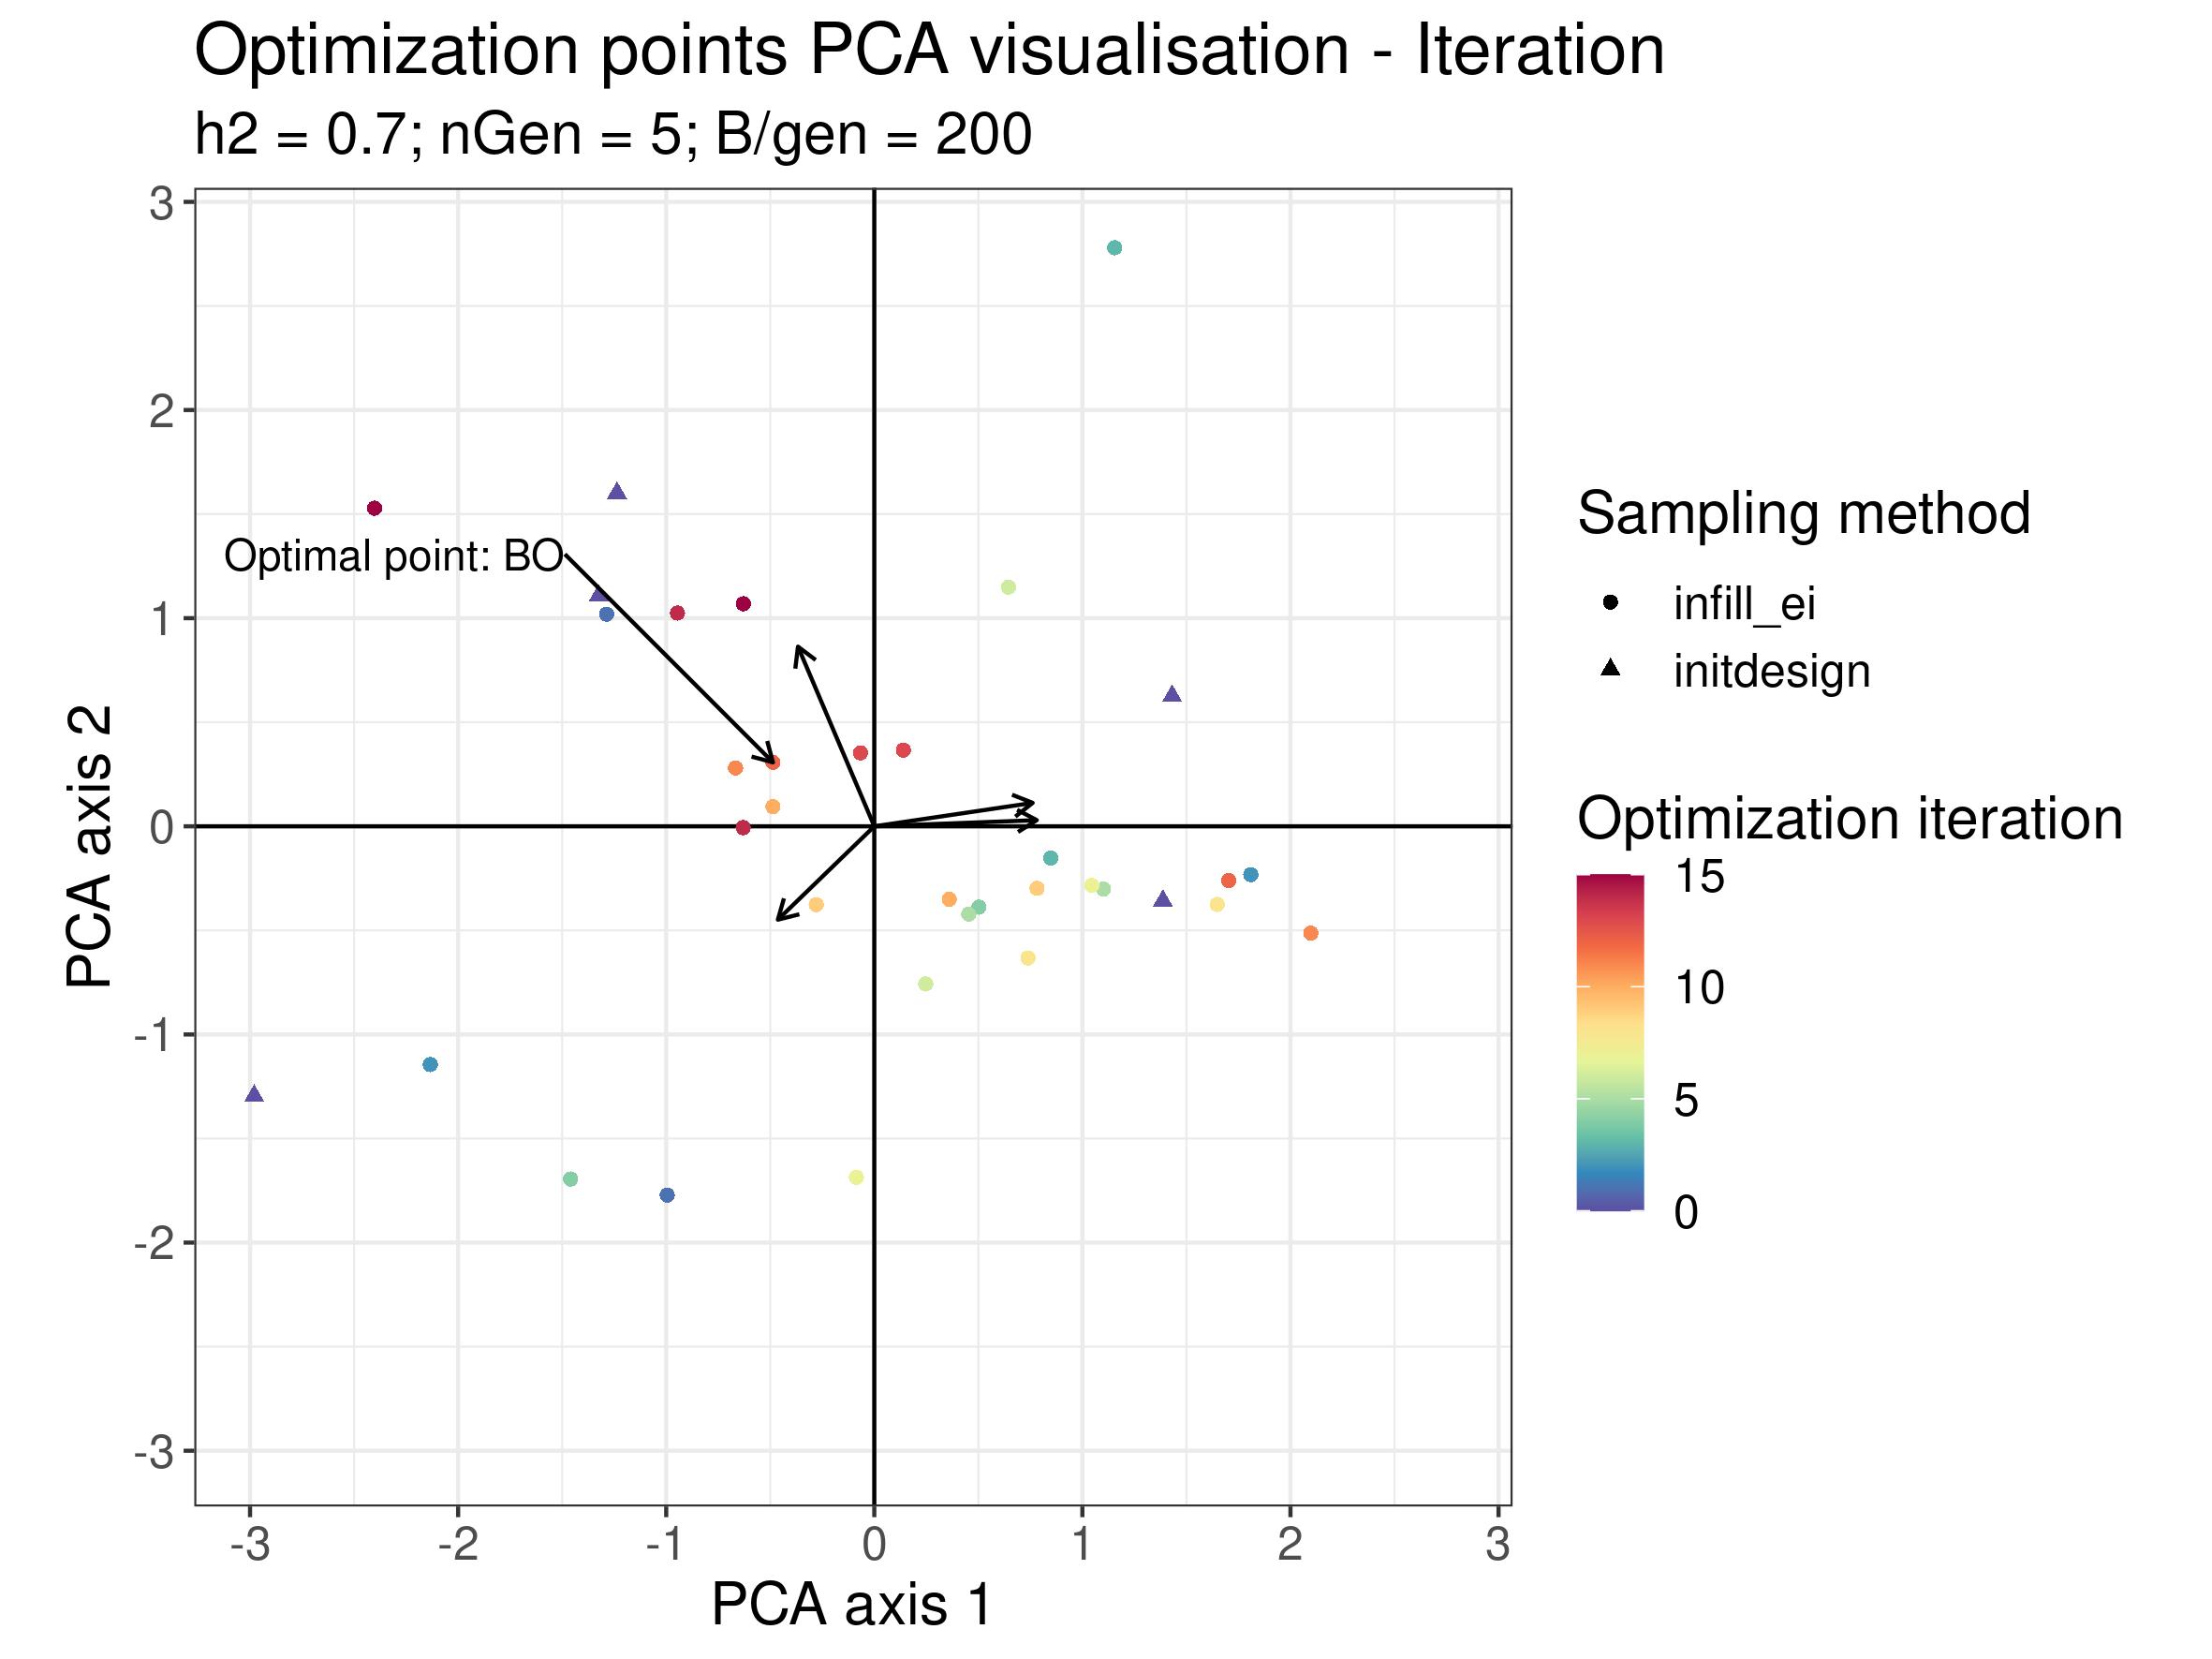 Optimization points PCA visualisation - Iteration
h2 = 0.7; nGen = 5; B/gen = 200
3
2
1
0
-1
-2
-3
PCA axis 2
Optimal point: BO
-3
-2
-1
0
1
2
3
PCA axis 1
Sampling method
infill_ei
initdesign
Optimization iteration
15
10
5
0